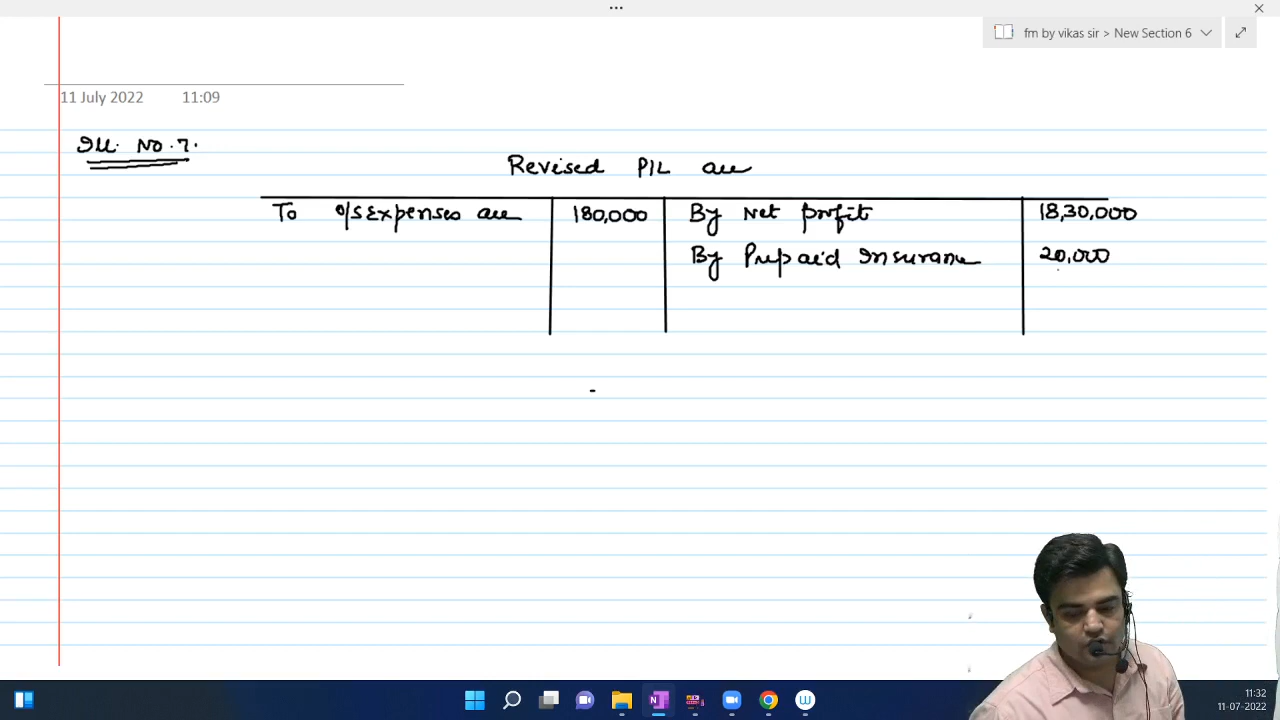 fm by vikas sir > New Section 6
11 July 2022 11:09
Ill. No. 7.
Revised P/L a/c
To o/s Expenses a/c 180,000 By Net profit 18,30,000
By Prepaid Insurance 20,000
11:32
11-07-2022